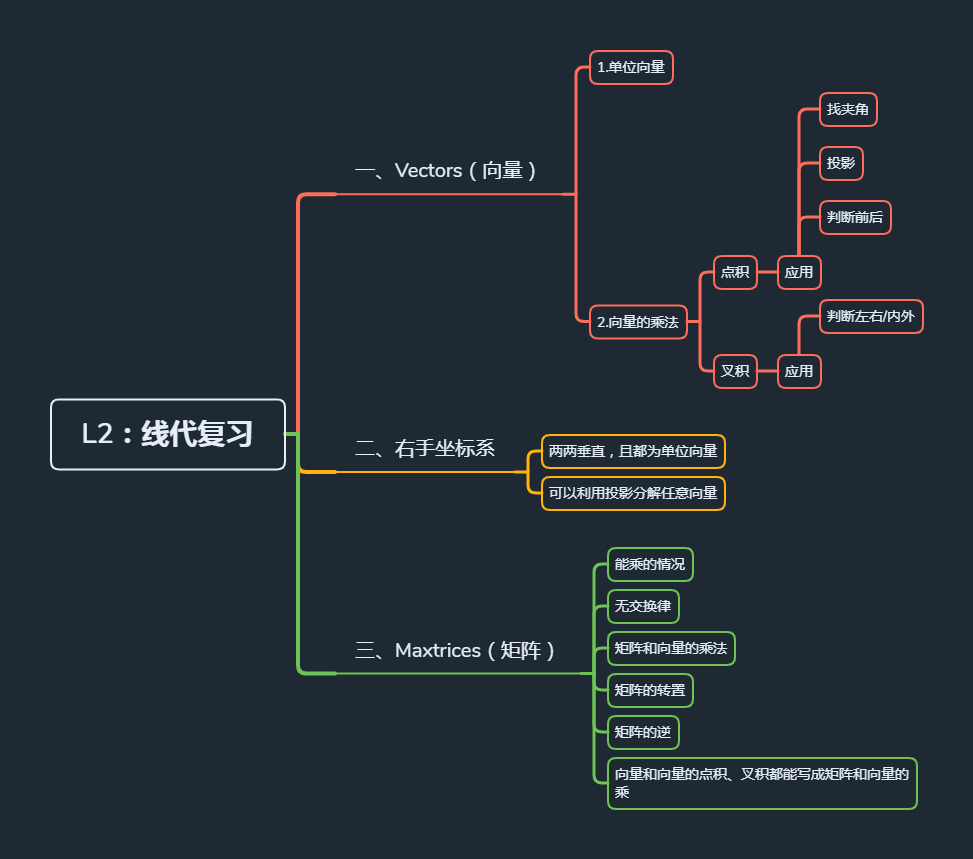 L2：线代复习
一、Vectors（向量）
1.单位向量
2.向量的乘法
点积
应用
找夹角
投影
判断前后
叉积
应用
判断左右/内外
二、右手坐标系
两两垂直，且都为单位向量
可以利用投影分解任意向量
三、Maxtrices（矩阵）
能乘的情况
无交换律
矩阵和向量的乘法
矩阵的转置
矩阵的逆
向量和向量的点积、叉积都能写成矩阵和向量的
乘